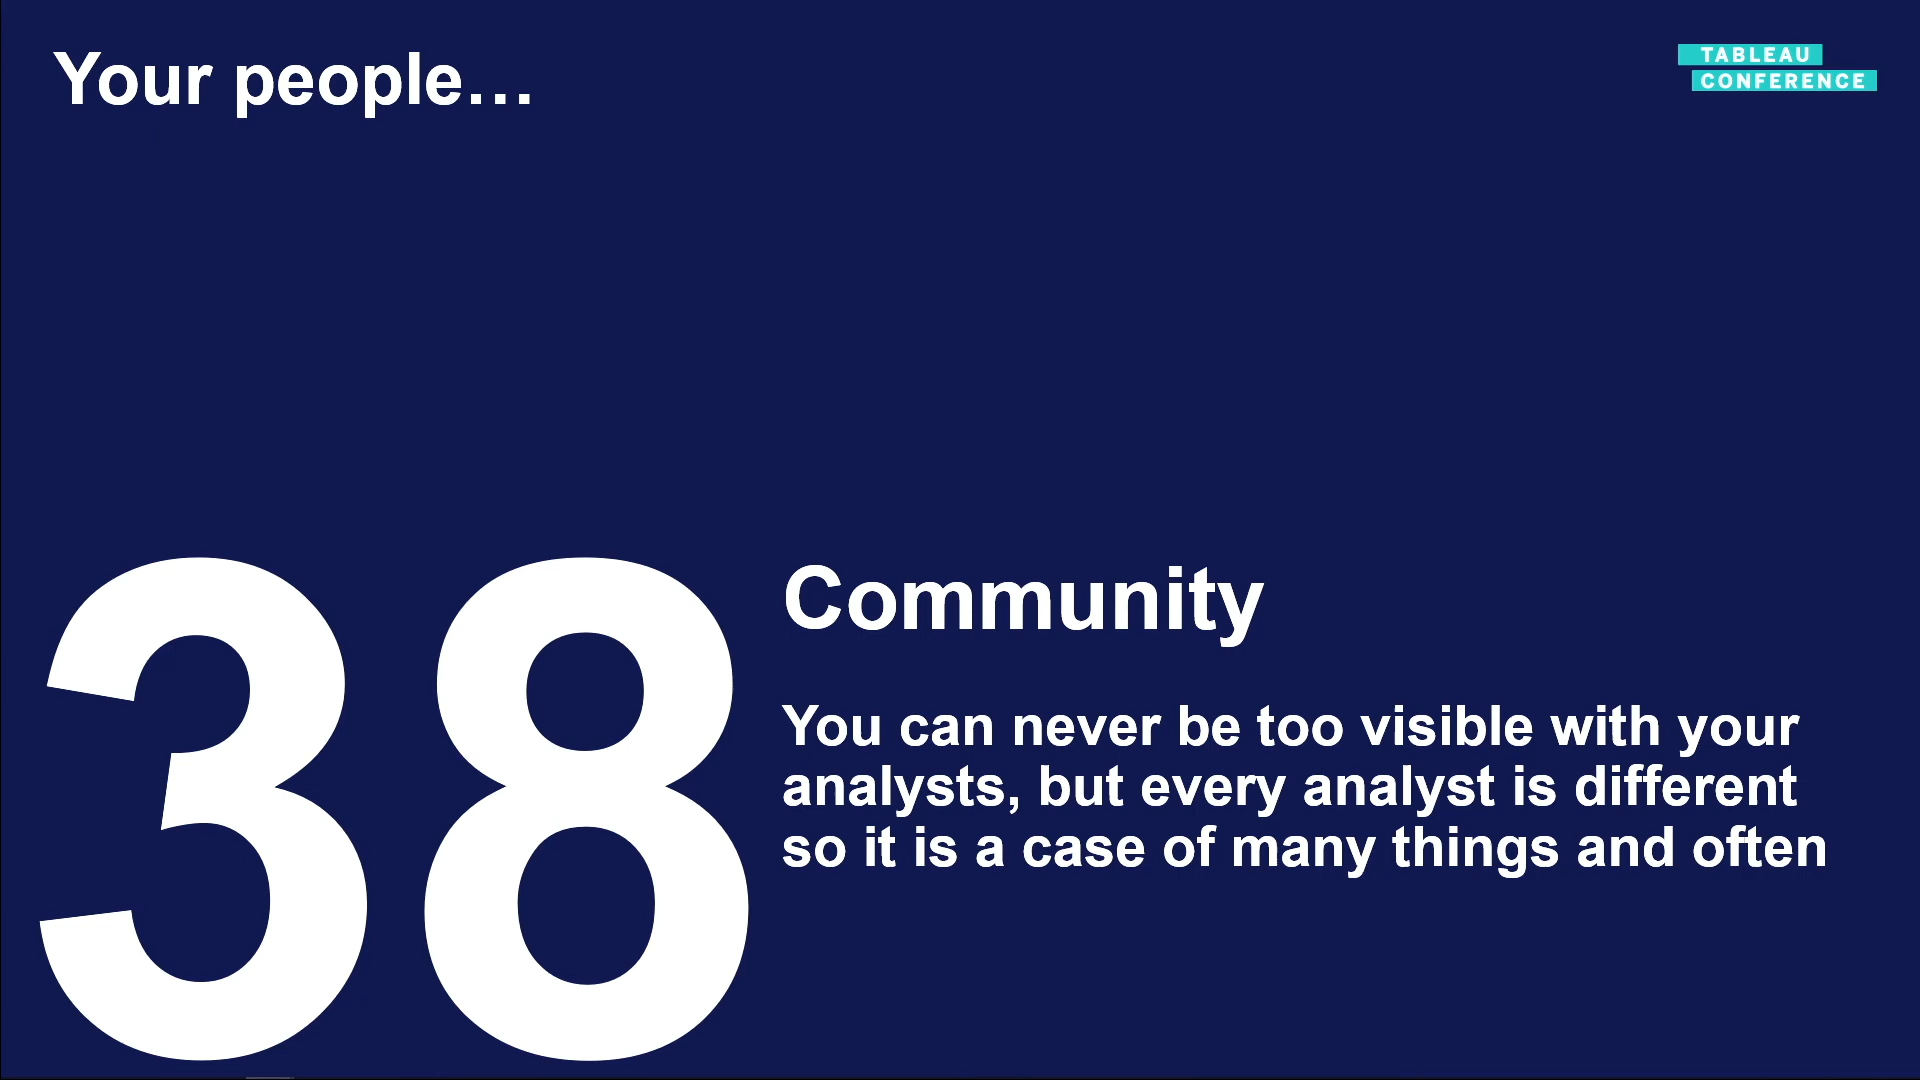 Your people…
TABLEAU
CONFERENCE
38
Community
You can never be too visible with your
analysts, but every analyst is different
so it is a case of many things and often